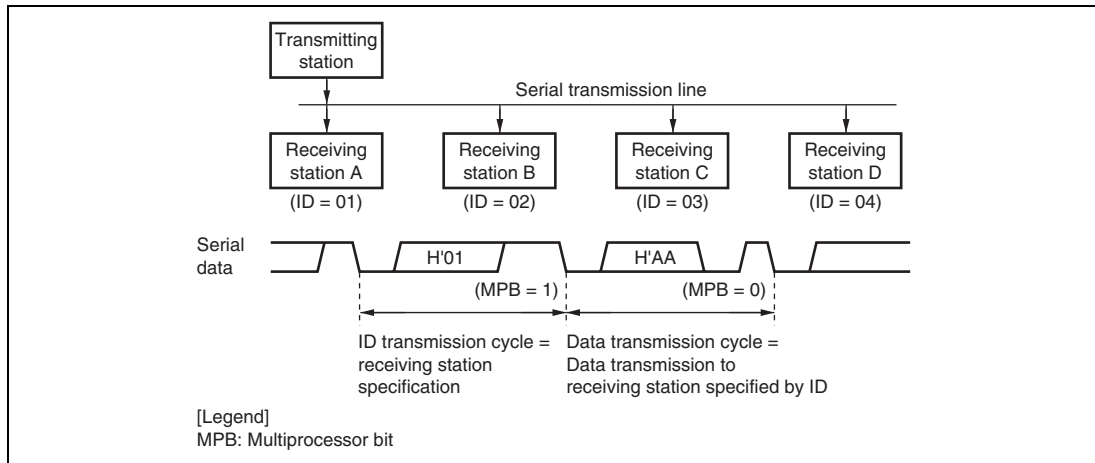 Transmitting
station
Serial transmission line
Receiving
station A
Receiving
station B
Receiving
station C
Receiving
station D
(ID = 01)
(ID = 02)
(ID = 03)
(ID = 04)
Serial
data
H'01
H'AA
(MPB = 1)
(MPB = 0)
ID transmission cycle =
receiving station
specification
Data transmission cycle =
Data transmission to
receiving station specified by ID
[Legend]
MPB: Multiprocessor bit